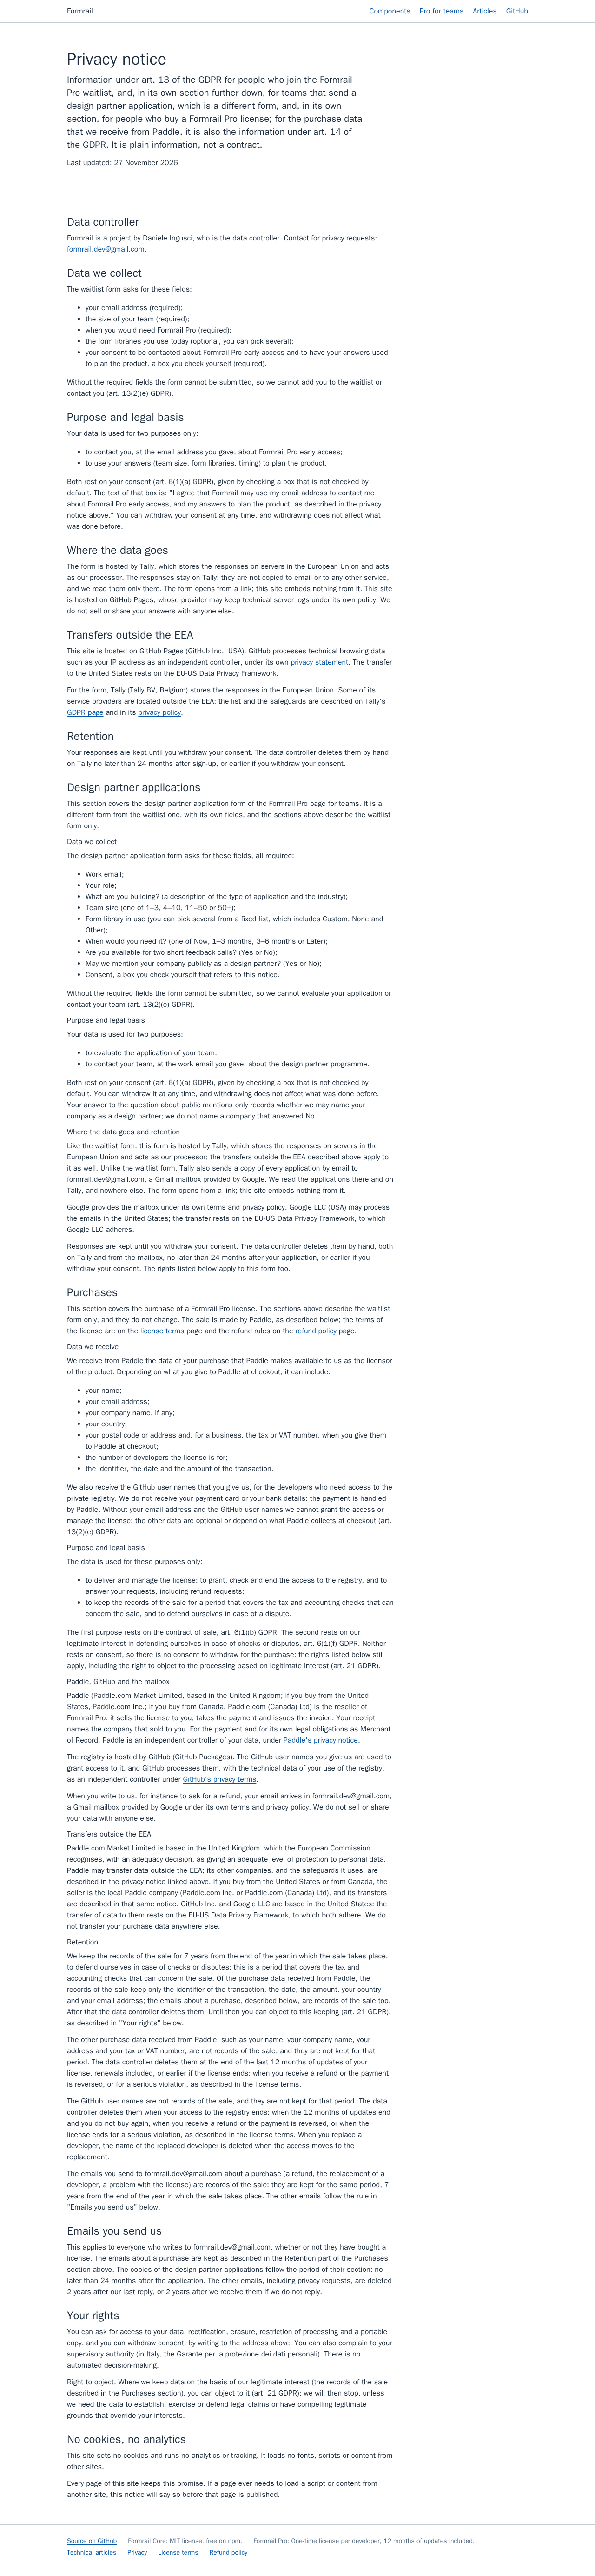 Formrail
Components Pro for teams Articles GitHub
Privacy notice
Information under art. 13 of the GDPR for people who join the Formrail
Pro waitlist, and, in its own section further down, for teams that send a
design partner application, which is a different form, and, in its own
section, for people who buy a Formrail Pro license; for the purchase data
that we receive from Paddle, it is also the information under art. 14 of
the GDPR. It is plain information, not a contract.
Last updated: 27 November 2026
Data controller
Formrail is a project by Daniele Ingusci, who is the data controller. Contact for privacy requests:
formrail.dev@gmail.com.
Data we collect
The waitlist form asks for these fields:
• your email address (required);
• the size of your team (required);
• when you would need Formrail Pro (required);
• the form libraries you use today (optional, you can pick several);
• your consent to be contacted about Formrail Pro early access and to have your answers used
to plan the product, a box you check yourself (required).
Without the required fields the form cannot be submitted, so we cannot add you to the waitlist or
contact you (art. 13(2)(e) GDPR).
Purpose and legal basis
Your data is used for two purposes only:
• to contact you, at the email address you gave, about Formrail Pro early access;
• to use your answers (team size, form libraries, timing) to plan the product.
Both rest on your consent (art. 6(1)(a) GDPR), given by checking a box that is not checked by
default. The text of that box is: "I agree that Formrail may use my email address to contact me
about Formrail Pro early access, and my answers to plan the product, as described in the privacy
notice above." You can withdraw your consent at any time, and withdrawing does not affect what
was done before.
Where the data goes
The form is hosted by Tally, which stores the responses on servers in the European Union and acts
as our processor. The responses stay on Tally: they are not copied to email or to any other service,
and we read them only there. The form opens from a link; this site embeds nothing from it. This site
is hosted on GitHub Pages, whose provider may keep technical server logs under its own policy. We
do not sell or share your answers with anyone else.
Transfers outside the EEA
This site is hosted on GitHub Pages (GitHub Inc., USA). GitHub processes technical browsing data
such as your IP address as an independent controller, under its own privacy statement. The transfer
to the United States rests on the EU-US Data Privacy Framework.
For the form, Tally (Tally BV, Belgium) stores the responses in the European Union. Some of its
service providers are located outside the EEA; the list and the safeguards are described on Tally's
GDPR page and in its privacy policy.
Retention
Your responses are kept until you withdraw your consent. The data controller deletes them by hand
on Tally no later than 24 months after sign-up, or earlier if you withdraw your consent.
Design partner applications
This section covers the design partner application form of the Formrail Pro page for teams. It is a
different form from the waitlist one, with its own fields, and the sections above describe the waitlist
form only.
Data we collect
The design partner application form asks for these fields, all required:
• Work email;
• Your role;
• What are you building? (a description of the type of application and the industry);
• Team size (one of 1–3, 4–10, 11–50 or 50+);
• Form library in use (you can pick several from a fixed list, which includes Custom, None and
Other);
• When would you need it? (one of Now, 1–3 months, 3–6 months or Later);
• Are you available for two short feedback calls? (Yes or No);
• May we mention your company publicly as a design partner? (Yes or No);
• Consent, a box you check yourself that refers to this notice.
Without the required fields the form cannot be submitted, so we cannot evaluate your application or
contact your team (art. 13(2)(e) GDPR).
Purpose and legal basis
Your data is used for two purposes:
• to evaluate the application of your team;
• to contact your team, at the work email you gave, about the design partner programme.
Both rest on your consent (art. 6(1)(a) GDPR), given by checking a box that is not checked by
default. You can withdraw it at any time, and withdrawing does not affect what was done before.
Your answer to the question about public mentions only records whether we may name your
company as a design partner; we do not name a company that answered No.
Where the data goes and retention
Like the waitlist form, this form is hosted by Tally, which stores the responses on servers in the
European Union and acts as our processor; the transfers outside the EEA described above apply to
it as well. Unlike the waitlist form, Tally also sends a copy of every application by email to
formrail.dev@gmail.com, a Gmail mailbox provided by Google. We read the applications there and on
Tally, and nowhere else. The form opens from a link; this site embeds nothing from it.
Google provides the mailbox under its own terms and privacy policy. Google LLC (USA) may process
the emails in the United States; the transfer rests on the EU-US Data Privacy Framework, to which
Google LLC adheres.
Responses are kept until you withdraw your consent. The data controller deletes them by hand, both
on Tally and from the mailbox, no later than 24 months after your application, or earlier if you
withdraw your consent. The rights listed below apply to this form too.
Purchases
This section covers the purchase of a Formrail Pro license. The sections above describe the waitlist
form only, and they do not change. The sale is made by Paddle, as described below; the terms of
the license are on the license terms page and the refund rules on the refund policy page.
Data we receive
We receive from Paddle the data of your purchase that Paddle makes available to us as the licensor
of the product. Depending on what you give to Paddle at checkout, it can include:
• your name;
• your email address;
• your company name, if any;
• your country;
• your postal code or address and, for a business, the tax or VAT number, when you give them
to Paddle at checkout;
• the number of developers the license is for;
• the identifier, the date and the amount of the transaction.
We also receive the GitHub user names that you give us, for the developers who need access to the
private registry. We do not receive your payment card or your bank details: the payment is handled
by Paddle. Without your email address and the GitHub user names we cannot grant the access or
manage the license; the other data are optional or depend on what Paddle collects at checkout (art.
13(2)(e) GDPR).
Purpose and legal basis
The data is used for these purposes only:
• to deliver and manage the license: to grant, check and end the access to the registry, and to
answer your requests, including refund requests;
• to keep the records of the sale for a period that covers the tax and accounting checks that can
concern the sale, and to defend ourselves in case of a dispute.
The first purpose rests on the contract of sale, art. 6(1)(b) GDPR. The second rests on our
legitimate interest in defending ourselves in case of checks or disputes, art. 6(1)(f) GDPR. Neither
rests on consent, so there is no consent to withdraw for the purchase; the rights listed below still
apply, including the right to object to the processing based on legitimate interest (art. 21 GDPR).
Paddle, GitHub and the mailbox
Paddle (Paddle.com Market Limited, based in the United Kingdom; if you buy from the United
States, Paddle.com Inc.; if you buy from Canada, Paddle.com (Canada) Ltd) is the reseller of
Formrail Pro: it sells the license to you, takes the payment and issues the invoice. Your receipt
names the company that sold to you. For the payment and for its own legal obligations as Merchant
of Record, Paddle is an independent controller of your data, under Paddle's privacy notice.
The registry is hosted by GitHub (GitHub Packages). The GitHub user names you give us are used to
grant access to it, and GitHub processes them, with the technical data of your use of the registry,
as an independent controller under GitHub's privacy terms.
When you write to us, for instance to ask for a refund, your email arrives in formrail.dev@gmail.com,
a Gmail mailbox provided by Google under its own terms and privacy policy. We do not sell or share
your data with anyone else.
Transfers outside the EEA
Paddle.com Market Limited is based in the United Kingdom, which the European Commission
recognises, with an adequacy decision, as giving an adequate level of protection to personal data.
Paddle may transfer data outside the EEA; its other companies, and the safeguards it uses, are
described in the privacy notice linked above. If you buy from the United States or from Canada, the
seller is the local Paddle company (Paddle.com Inc. or Paddle.com (Canada) Ltd), and its transfers
are described in that same notice. GitHub Inc. and Google LLC are based in the United States: the
transfer of data to them rests on the EU-US Data Privacy Framework, to which both adhere. We do
not transfer your purchase data anywhere else.
Retention
We keep the records of the sale for 7 years from the end of the year in which the sale takes place,
to defend ourselves in case of checks or disputes: this is a period that covers the tax and
accounting checks that can concern the sale. Of the purchase data received from Paddle, the
records of the sale keep only the identifier of the transaction, the date, the amount, your country
and your email address; the emails about a purchase, described below, are records of the sale too.
After that the data controller deletes them. Until then you can object to this keeping (art. 21 GDPR),
as described in "Your rights" below.
The other purchase data received from Paddle, such as your name, your company name, your
address and your tax or VAT number, are not records of the sale, and they are not kept for that
period. The data controller deletes them at the end of the last 12 months of updates of your
license, renewals included, or earlier if the license ends: when you receive a refund or the payment
is reversed, or for a serious violation, as described in the license terms.
The GitHub user names are not records of the sale, and they are not kept for that period. The data
controller deletes them when your access to the registry ends: when the 12 months of updates end
and you do not buy again, when you receive a refund or the payment is reversed, or when the
license ends for a serious violation, as described in the license terms. When you replace a
developer, the name of the replaced developer is deleted when the access moves to the
replacement.
The emails you send to formrail.dev@gmail.com about a purchase (a refund, the replacement of a
developer, a problem with the license) are records of the sale: they are kept for the same period, 7
years from the end of the year in which the sale takes place. The other emails follow the rule in
"Emails you send us" below.
Emails you send us
This applies to everyone who writes to formrail.dev@gmail.com, whether or not they have bought a
license. The emails about a purchase are kept as described in the Retention part of the Purchases
section above. The copies of the design partner applications follow the period of their section: no
later than 24 months after the application. The other emails, including privacy requests, are deleted
2 years after our last reply, or 2 years after we receive them if we do not reply.
Your rights
You can ask for access to your data, rectification, erasure, restriction of processing and a portable
copy, and you can withdraw consent, by writing to the address above. You can also complain to your
supervisory authority (in Italy, the Garante per la protezione dei dati personali). There is no
automated decision-making.
Right to object. Where we keep data on the basis of our legitimate interest (the records of the sale
described in the Purchases section), you can object to it (art. 21 GDPR); we will then stop, unless
we need the data to establish, exercise or defend legal claims or have compelling legitimate
grounds that override your interests.
No cookies, no analytics
This site sets no cookies and runs no analytics or tracking. It loads no fonts, scripts or content from
other sites.
Every page of this site keeps this promise. If a page ever needs to load a script or content from
another site, this notice will say so before that page is published.
Source on GitHub Formrail Core: MIT license, free on npm. Formrail Pro: One-time license per developer, 12 months of updates included.
Technical articles Privacy License terms Refund policy